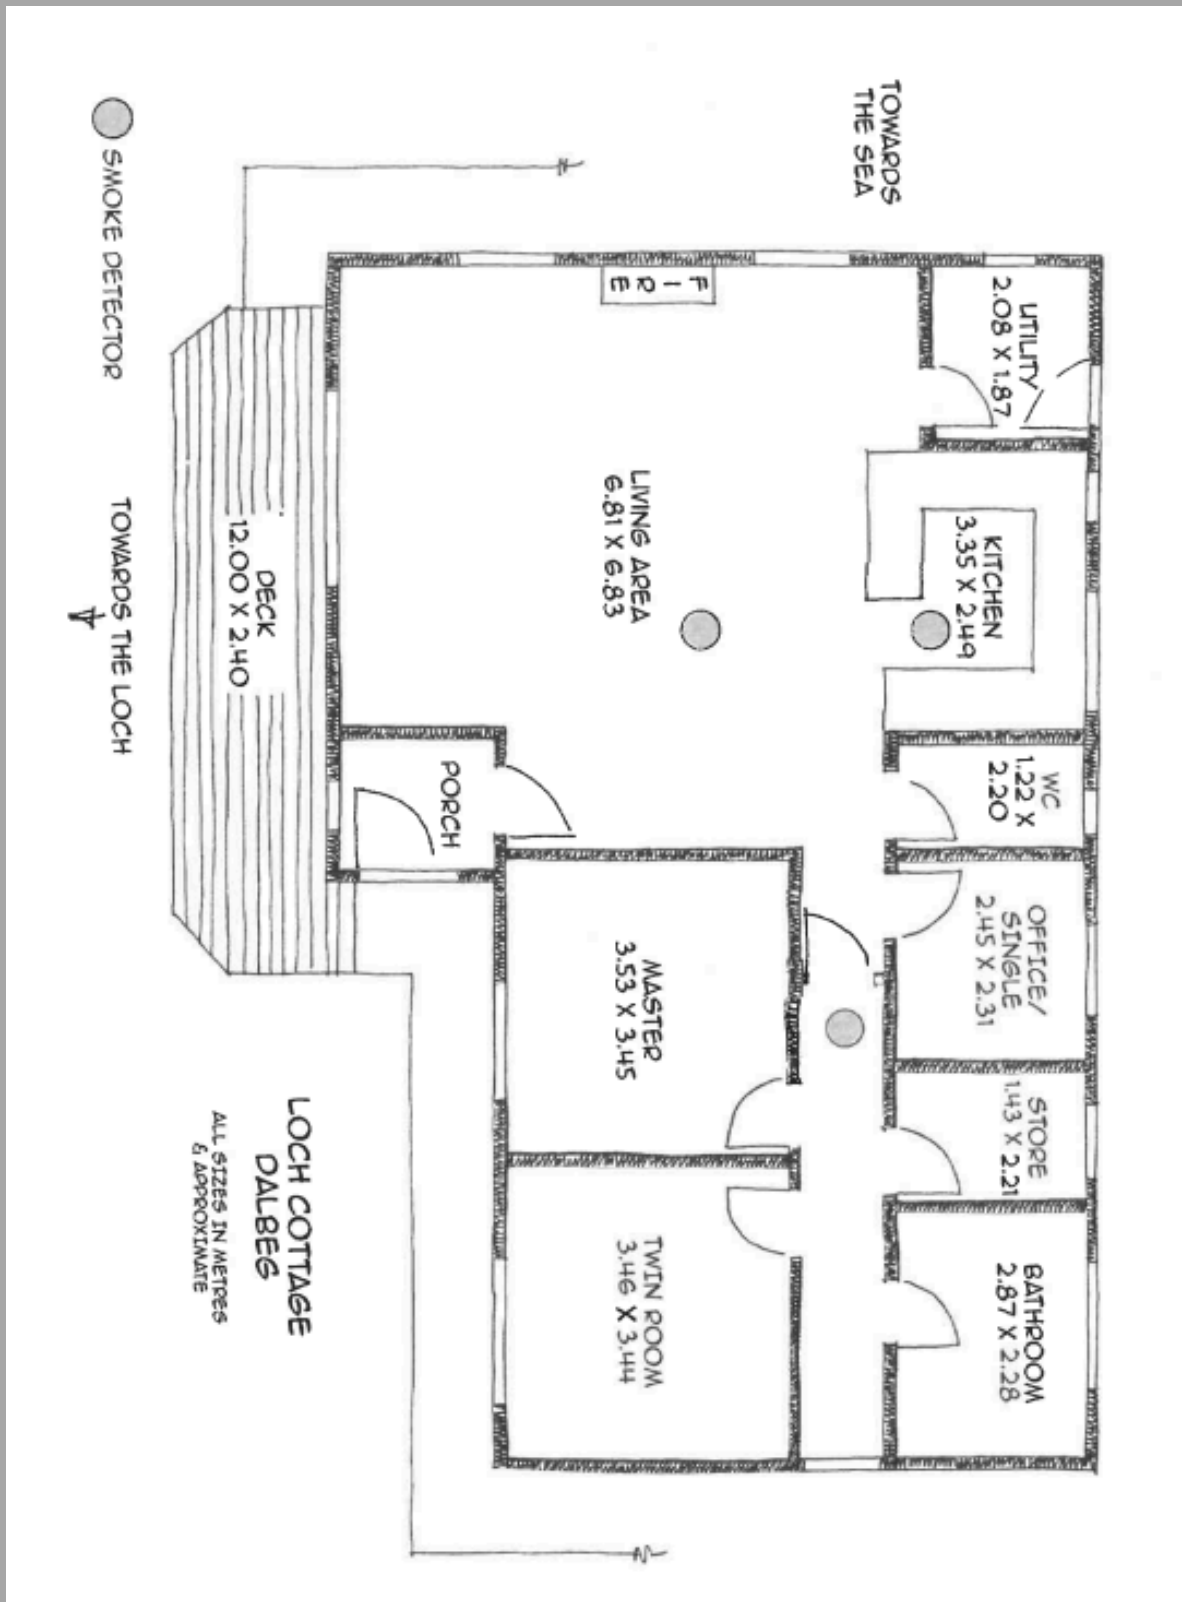 TOWARDS
THE SEA
UTILITY
2.08 X 1.87
KITCHEN
3.35 X 2.49
WC
1.22 X
2.20
OFFICE/
SINGLE
2.45 X 2.31
STORE
1.43 X 2.21
BATHROOM
2.87 X 2.28
FIRE
LIVING AREA
6.81 X 6.83
MASTER
3.53 X 3.45
TWIN ROOM
3.46 X 3.44
PORCH
DECK
12.00 X 2.40
SMOKE DETECTOR
TOWARDS THE LOCH
LOCH COTTAGE
DALBEG
ALL SIZES IN METRES
& APPROXIMATE